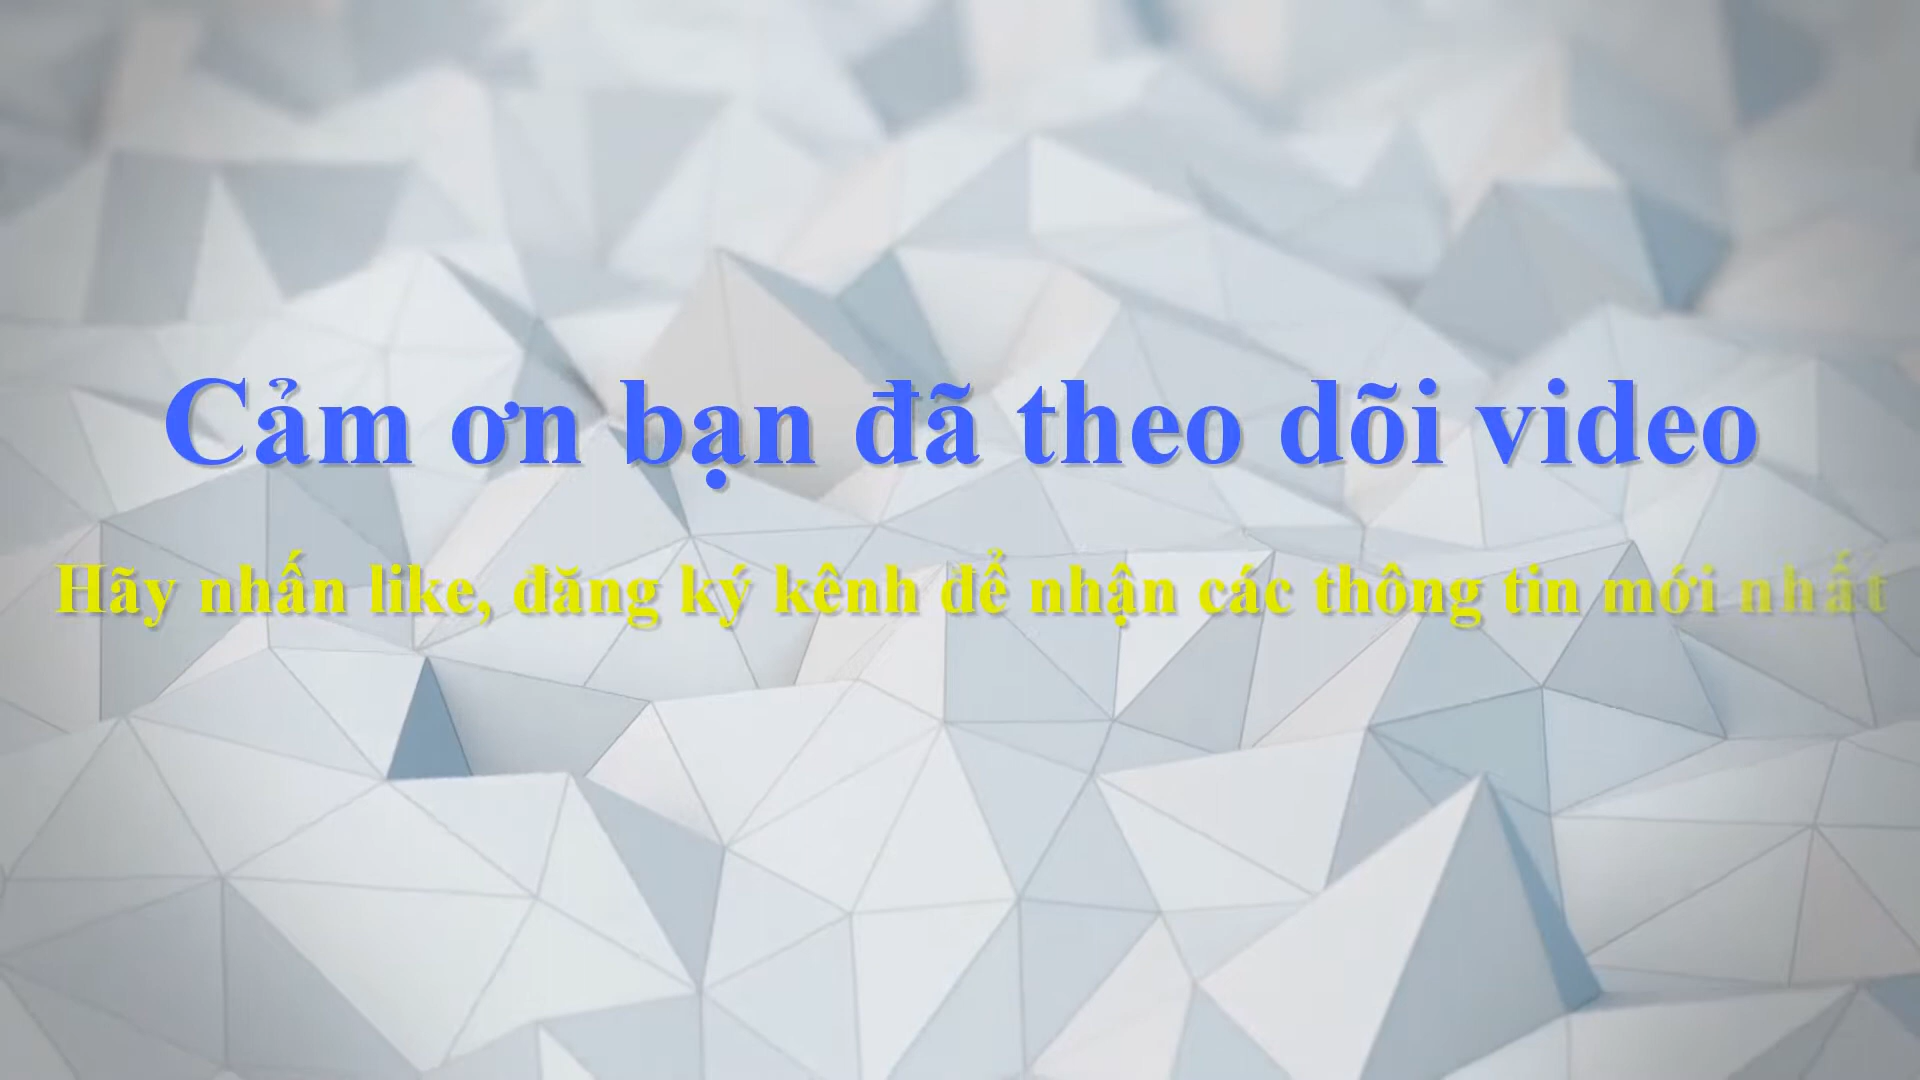 Cảm ơn bạn đã theo dõi video
Hãy nhấn like, đăng ký kênh để nhận các thông tin mới nhất